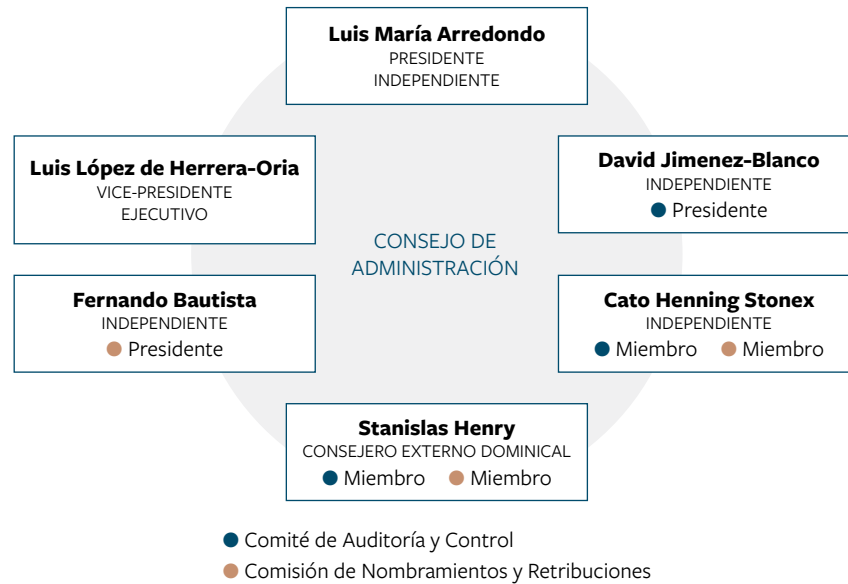 Luis María Arredondo
PRESIDENTE
INDEPENDIENTE
Luis López de Herrera-Oria
VICE-PRESIDENTE
EJECUTIVO
David Jimenez-Blanco
INDEPENDIENTE
Presidente
CONSEJO DE
ADMINISTRACIÓN
Fernando Bautista
INDEPENDIENTE
Presidente
Cato Henning Stonex
INDEPENDIENTE
Miembro Miembro
Stanislas Henry
CONSEJERO EXTERNO DOMINICAL
Miembro Miembro
Comité de Auditoría y Control
Comisión de Nombramientos y Retribuciones